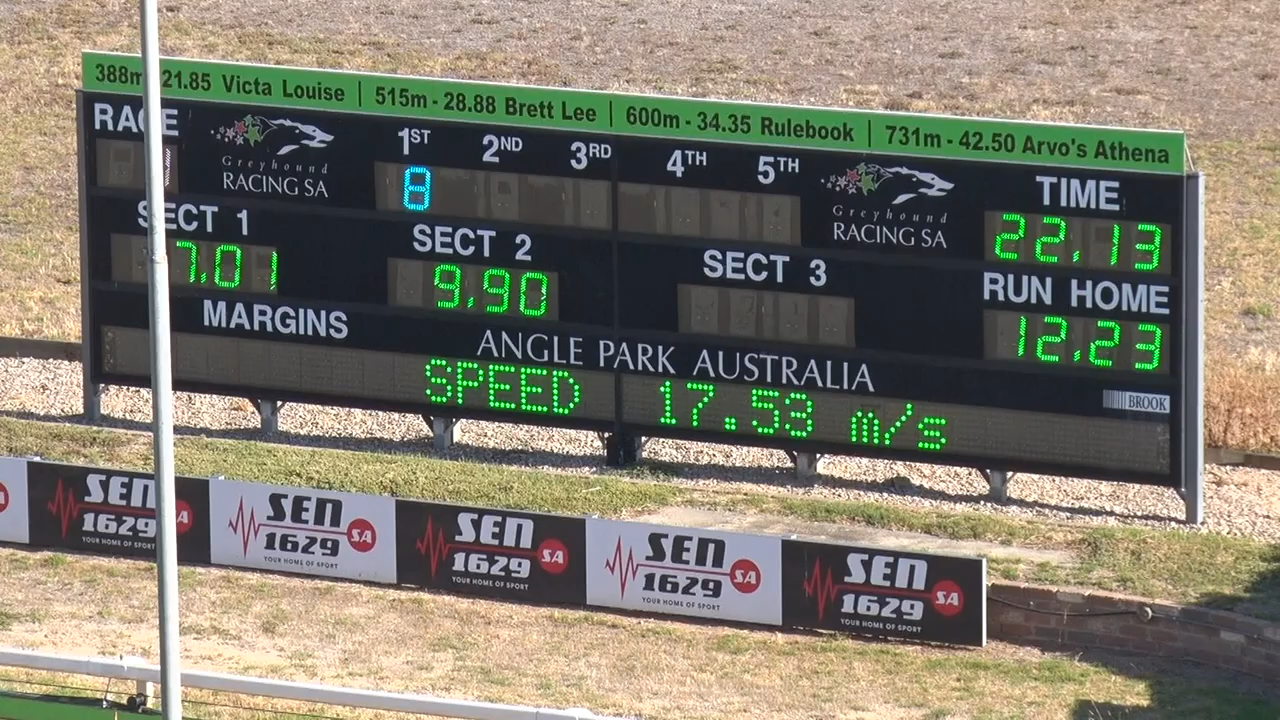 388m - 21.85 Victa Louise | 515m - 28.88 Brett Lee | 600m - 34.35 Rulebook | 731m - 42.50 Arvo's Athena
RACE
Greyhound
RACING SA
1ST 2ND 3RD 4TH 5TH
8
Greyhound
RACING SA
TIME
22.13
SECT 1
7.01
SECT 2
9.90
SECT 3
RUN HOME
12.23
MARGINS
ANGLE PARK AUSTRALIA
BROOK
SPEED 17.53 m/s
SEN
1629
SA
YOUR HOME OF SPORT
SEN
1629
SA
YOUR HOME OF SPORT
SEN
1629
SA
YOUR HOME OF SPORT
SEN
1629
SA
YOUR HOME OF SPORT
SEN
1629
SA
YOUR HOME OF SPORT